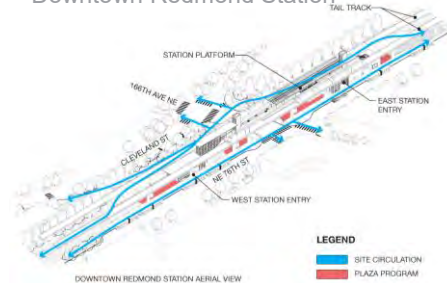 Downtown Redmond Station
TAIL TRACK
STATION PLATFORM
166TH AVE NE
EAST STATION
ENTRY
CLEVELAND ST
NE 76TH ST
WEST STATION ENTRY
LEGEND
SITE CIRCULATION
PLAZA PROGRAM
DOWNTOWN REDMOND STATION AERIAL VIEW